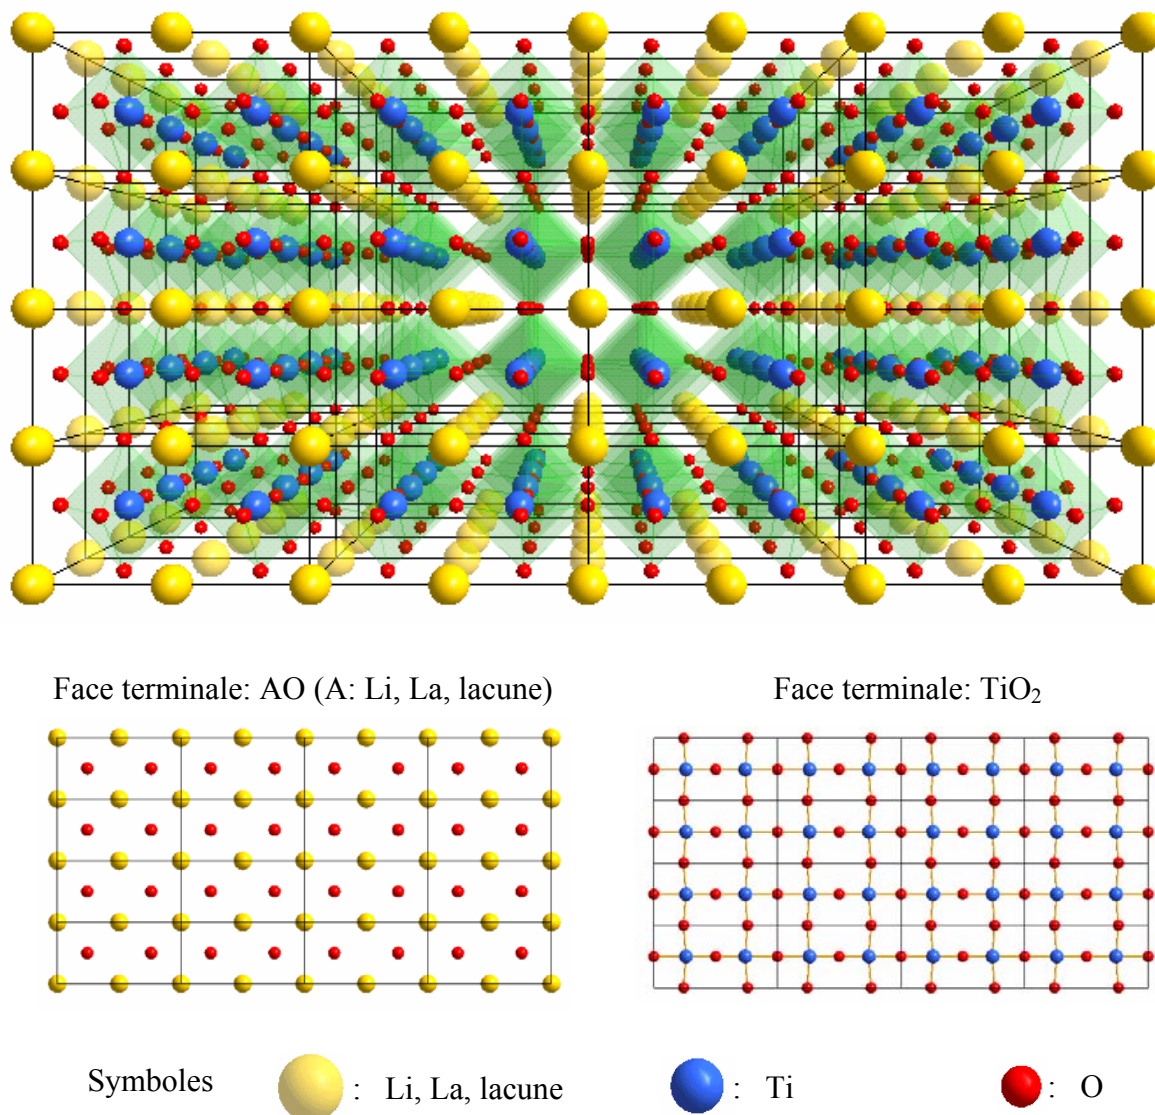 Face terminale: AO (A: Li, La, lacune)
Face terminale: TiO₂
Symboles
: Li, La, lacune
: Ti
: O